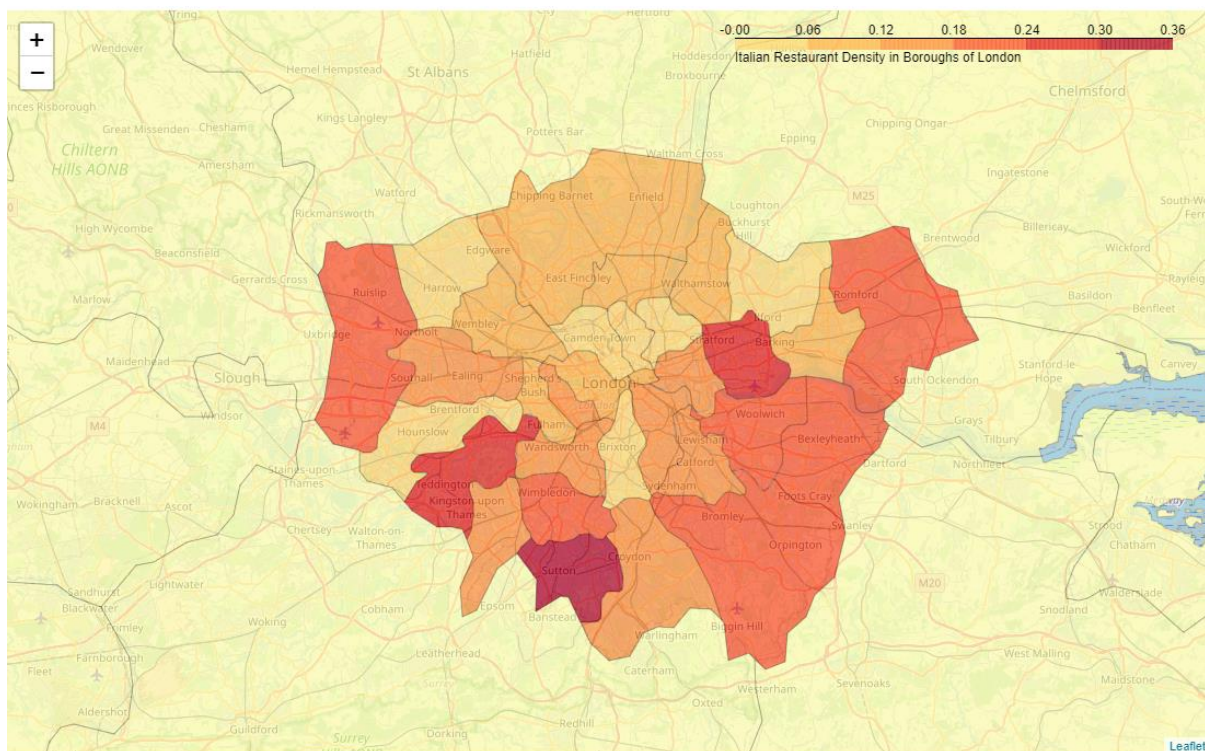 +
−
-0.00 0.06 0.12 0.18 0.24 0.30 0.36
Italian Restaurant Density in Boroughs of London
Tring
Wendover
Hatfield
Hertford
Hoddesdon
Broxbourne
Hemel Hempstead
St Albans
Princes Risborough
Chelmsford
Great Missenden
Chesham
Kings Langley
Chipping Ongar
Chiltern
Hills AONB
Amersham
Potters Bar
Waltham Cross
Epping
Ingatestone
Watford
Chipping Barnet
Enfield
Loughton
M25
Rickmansworth
Buckhurst
Hill
Billericay
High Wycombe
Beaconsfield
Edgware
Brentwood
Wickford
Gerrards Cross
East Finchley
Walthamstow
Rayleigh
Ruislip
Harrow
Romford
Basildon
Marlow
Benfleet
Uxbridge
Northolt
Wembley
Camden Town
Stratford
Ilford
Barking
Maidenhead
Slough
Southall
Ealing
Shepherd's
Bush
London
South Ockendon
Stanford-le-
Hope
Canvey
Windsor
Brentford
Woolwich
Grays
M4
Hounslow
Fulham
Brixton
Lewisham
Bexleyheath
Tilbury
Wandsworth
Catford
Dartford
Northfleet
Staines-upon
Thames
Wokingham
Bracknell
Ascot
Teddington
Wimbledon
Sydenham
Foots Cray
Kingston upon
Thames
Bromley
Swanley
Strood
Chertsey
Walton-on-
Thames
Orpington
Chatham
Sutton
Croydon
M20
Sandhurst
Lightwater
Blackwater
Cobham
Epsom
Banstead
Biggin Hill
Snodland
Walderslade
Woking
Warlingham
Fleet
Farnborough
Leatherhead
Caterham
West Malling
Westerham
Sevenoaks
Maidstone
Aldershot
Oxted
Guildford
Dorking
Redhill
Surrey
Leaflet